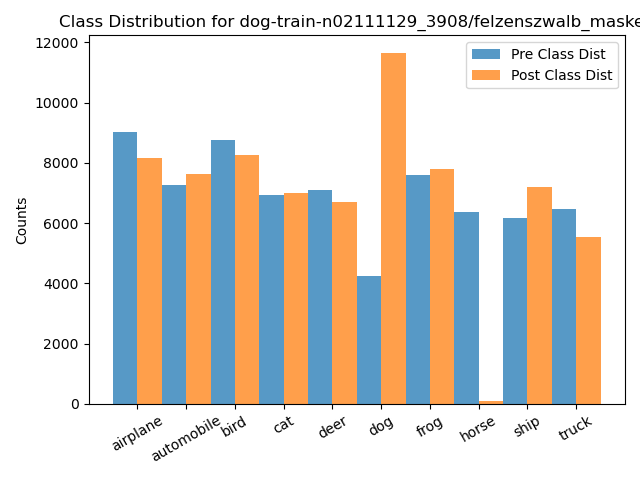 Class Distribution for dog-train-n02111129_3908/felzenszwalb_maske
Pre Class Dist
Post Class Dist
Counts
12000
10000
8000
6000
4000
2000
0
airplane
automobile
bird
cat
deer
dog
frog
horse
ship
truck